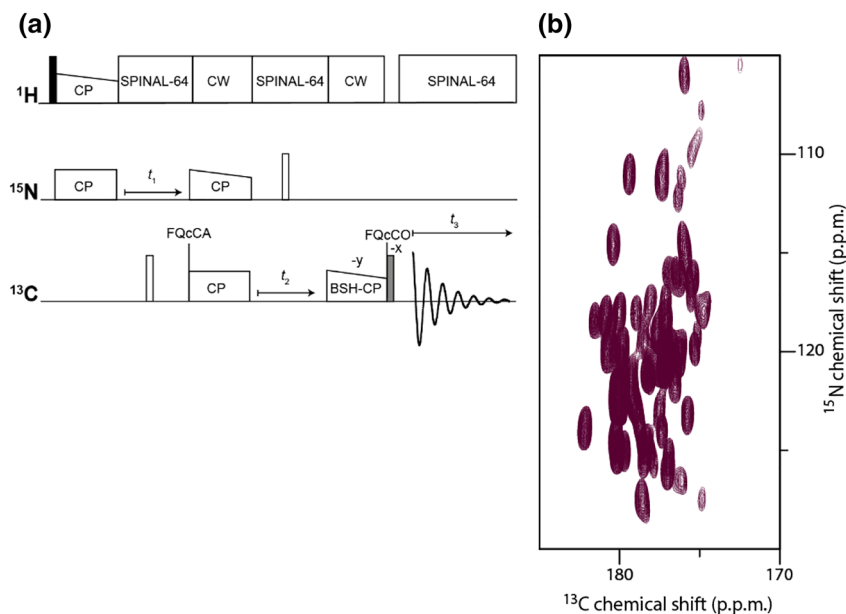 (a)
(b)
¹H
CP
SPINAL-64
CW
SPINAL-64
CW
SPINAL-64
¹⁵N
CP
t₁
CP
FQcCA
FQcCO
-x
t₃
¹³C
CP
t₂
-y
BSH-CP
110
120
¹⁵N chemical shift (p.p.m.)
180
170
¹³C chemical shift (p.p.m.)